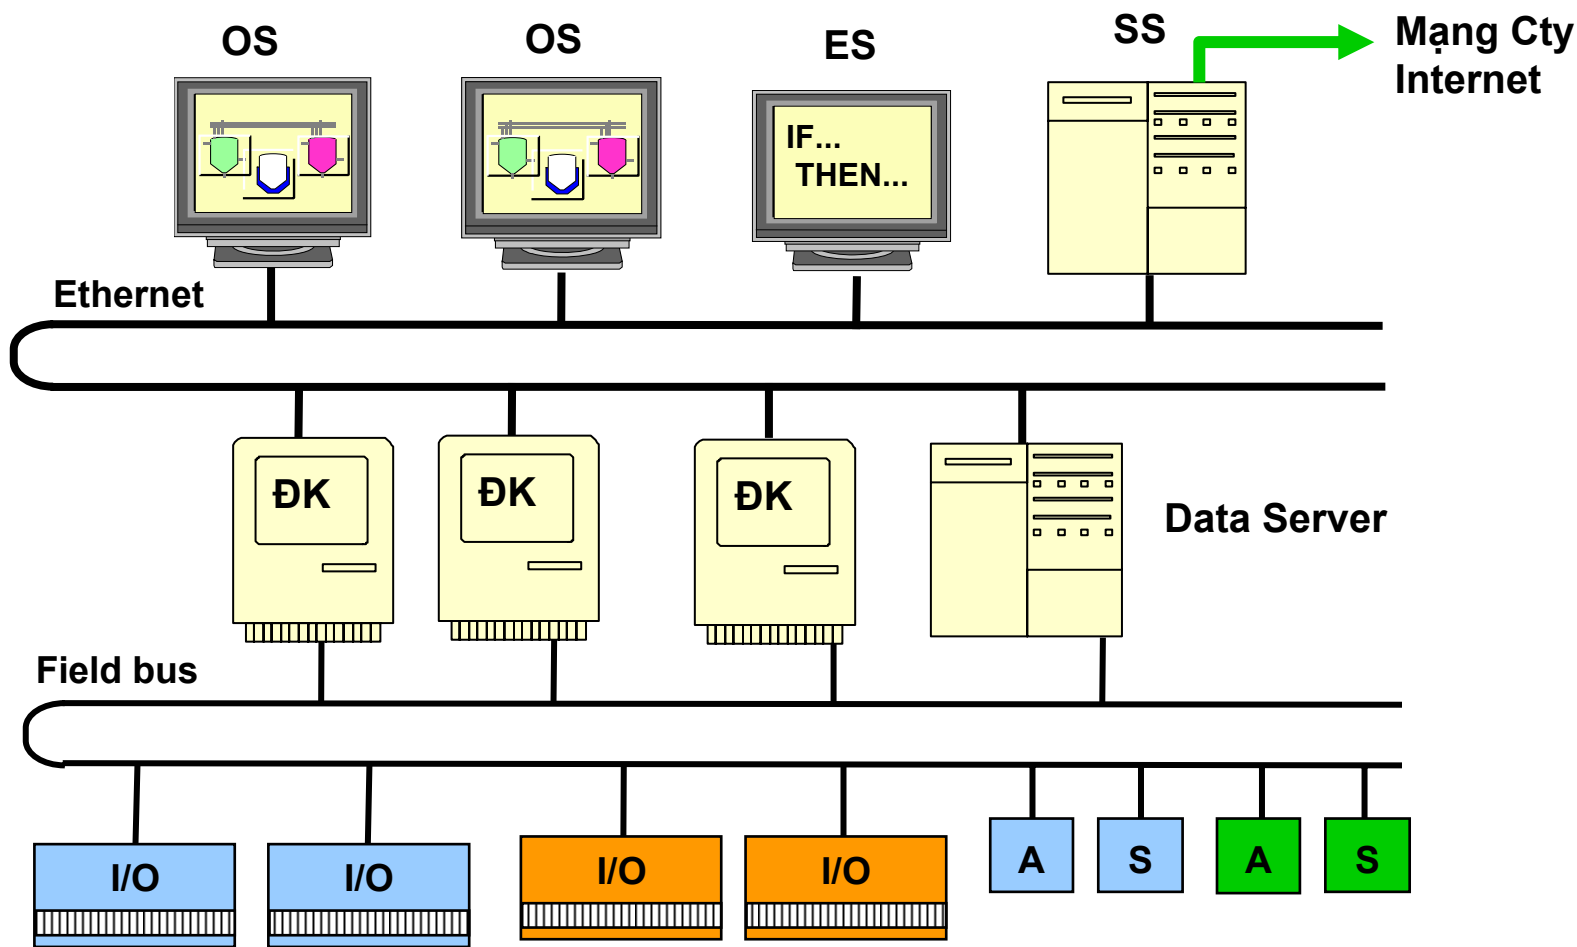 OS
OS
ES
SS
Mạng Cty
Internet
IF...
THEN...
Ethernet
ĐK
ĐK
ĐK
Data Server
Field bus
I/O
I/O
I/O
I/O
A
S
A
S